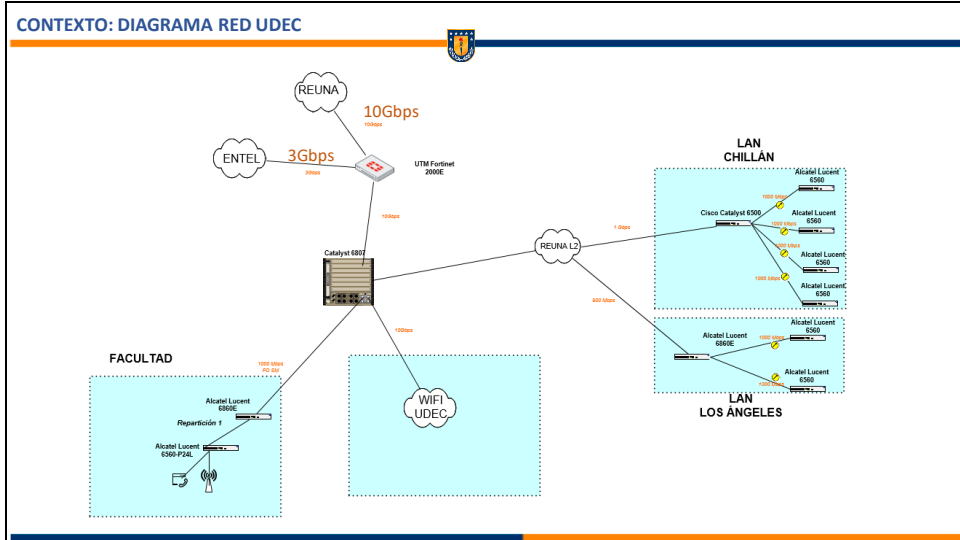 CONTEXTO: DIAGRAMA RED UDEC
REUNA
10Gbps
10Gbps
ENTEL
3Gbps
3Gbps
UTM Fortinet
2000E
10Gbps
Catalyst 6807
REUNA L2
1 Gbps
600 Mbps
10Gbps
1000 Mbps
FO SM
LAN
CHILLÁN
Cisco Catalyst 6500
1000 Mbps
Alcatel Lucent
6560
1000 Mbps
Alcatel Lucent
6560
1000 Mbps
Alcatel Lucent
6560
1000 Mbps
Alcatel Lucent
6560
Alcatel Lucent
6860E
1000 Mbps
Alcatel Lucent
6560
1000 Mbps
Alcatel Lucent
6560
LAN
LOS ÁNGELES
FACULTAD
Alcatel Lucent
6860E
Repartición 1
Alcatel Lucent
6560-P24L
WIFI
UDEC